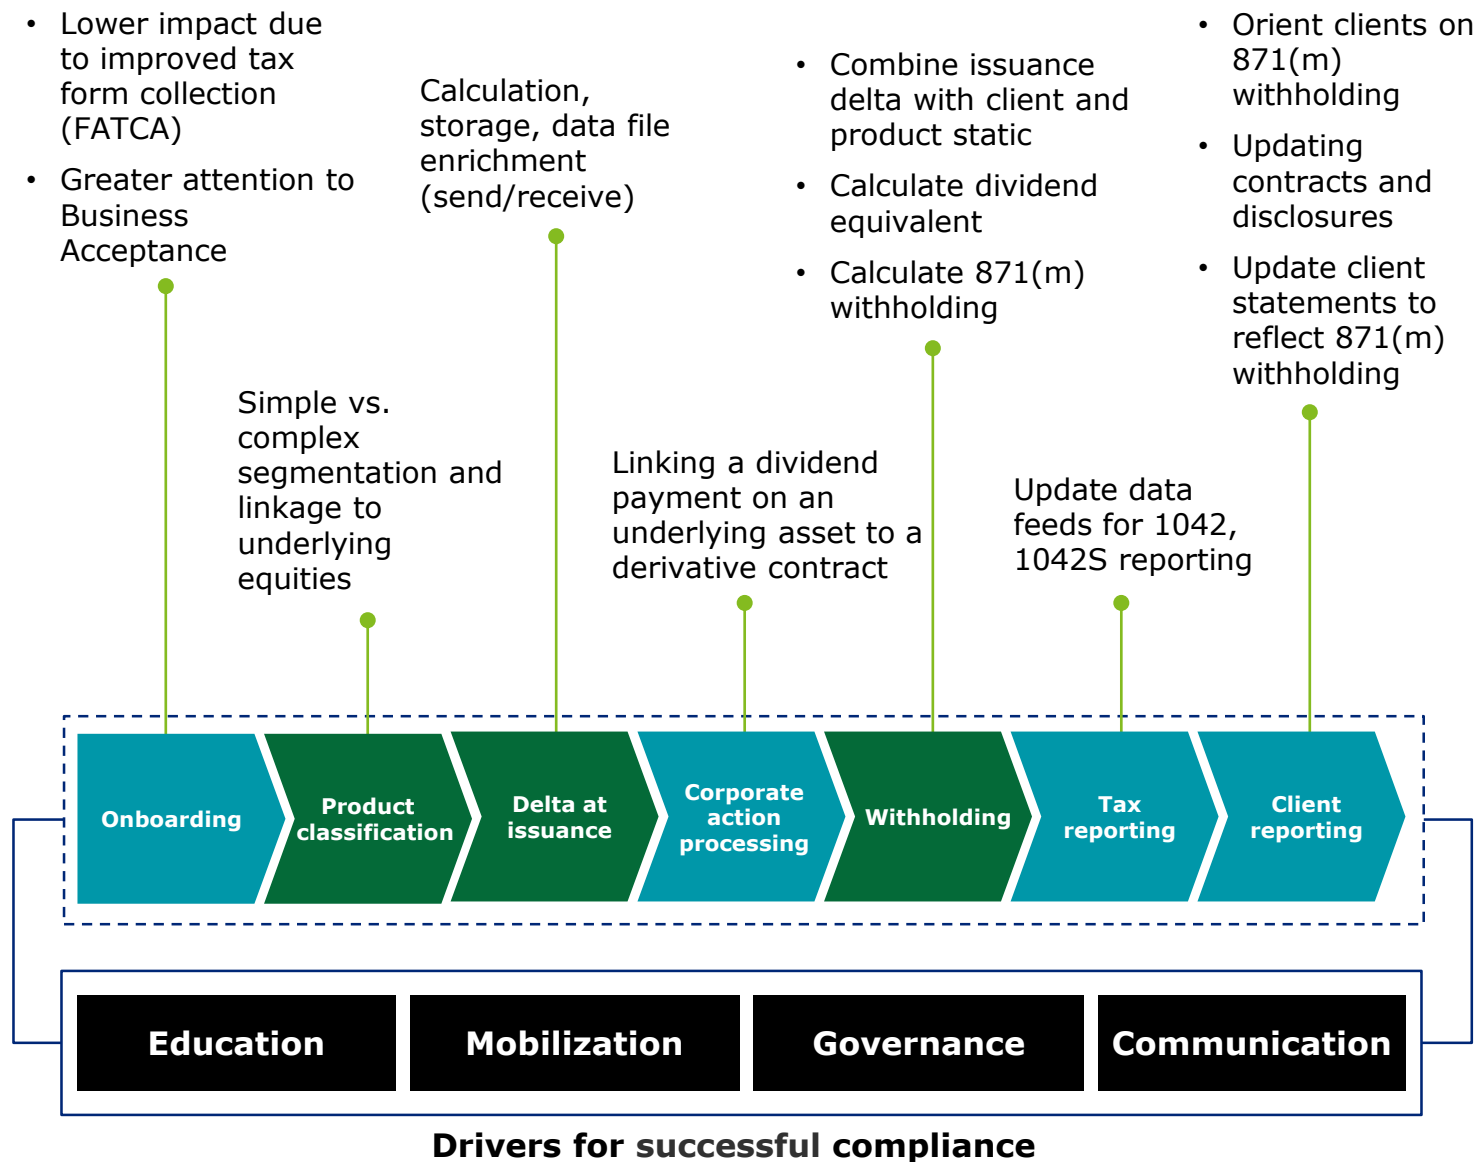 • Lower impact due
to improved tax
form collection
(FATCA)
• Greater attention to
Business
Acceptance
Simple vs.
complex
segmentation and
linkage to
underlying
equities
Calculation,
storage, data file
enrichment
(send/receive)
Linking a dividend
payment on an
underlying asset to a
derivative contract
• Combine issuance
delta with client and
product static
• Calculate dividend
equivalent
• Calculate 871(m)
withholding
Update data
feeds for 1042,
1042S reporting
• Orient clients on
871(m)
withholding
• Updating
contracts and
disclosures
• Update client
statements to
reflect 871(m)
withholding
Onboarding
Product
classification
Delta at
issuance
Corporate
action
processing
Withholding
Tax
reporting
Client
reporting
Education
Mobilization
Governance
Communication
Drivers for successful compliance